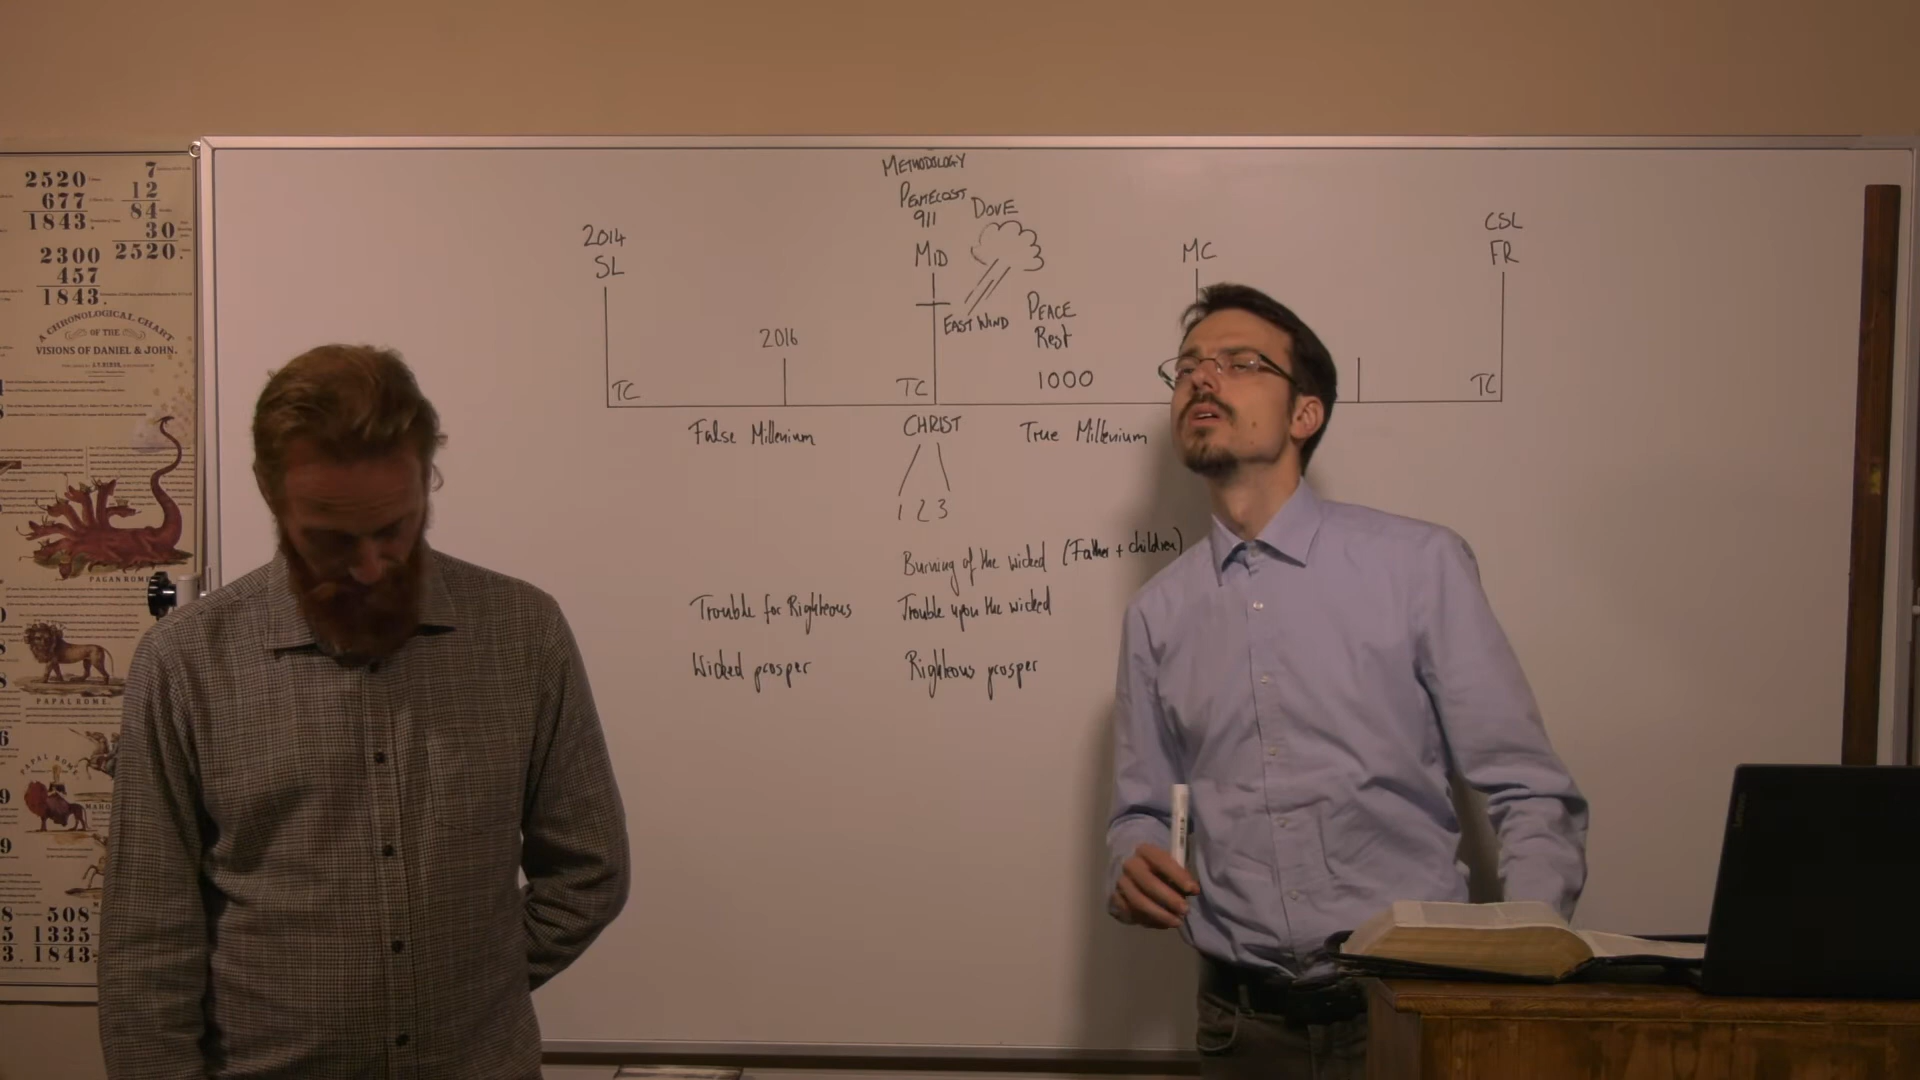 2520
677
1843.
7
12
84
30
2520.
2300
457
1843.
A CHRONOLOGICAL CHART
OF THE
VISIONS OF DANIEL & JOHN.
PAGAN ROME
PAPAL ROME.
PAPAL ROME
508
1335
1843
METHODOLOGY
PENTECOST
911
MID
DOVE
EAST WIND
PEACE
Rest
1000
2014
SL
2016
MC
CSL
FR
TC
TC
TC
False Millenium
CHRIST
True Millenium
1 2 3
Burning of the wicked (Father + children)
Trouble for Righteous
Trouble upon the wicked
Wicked prosper
Righteous prosper